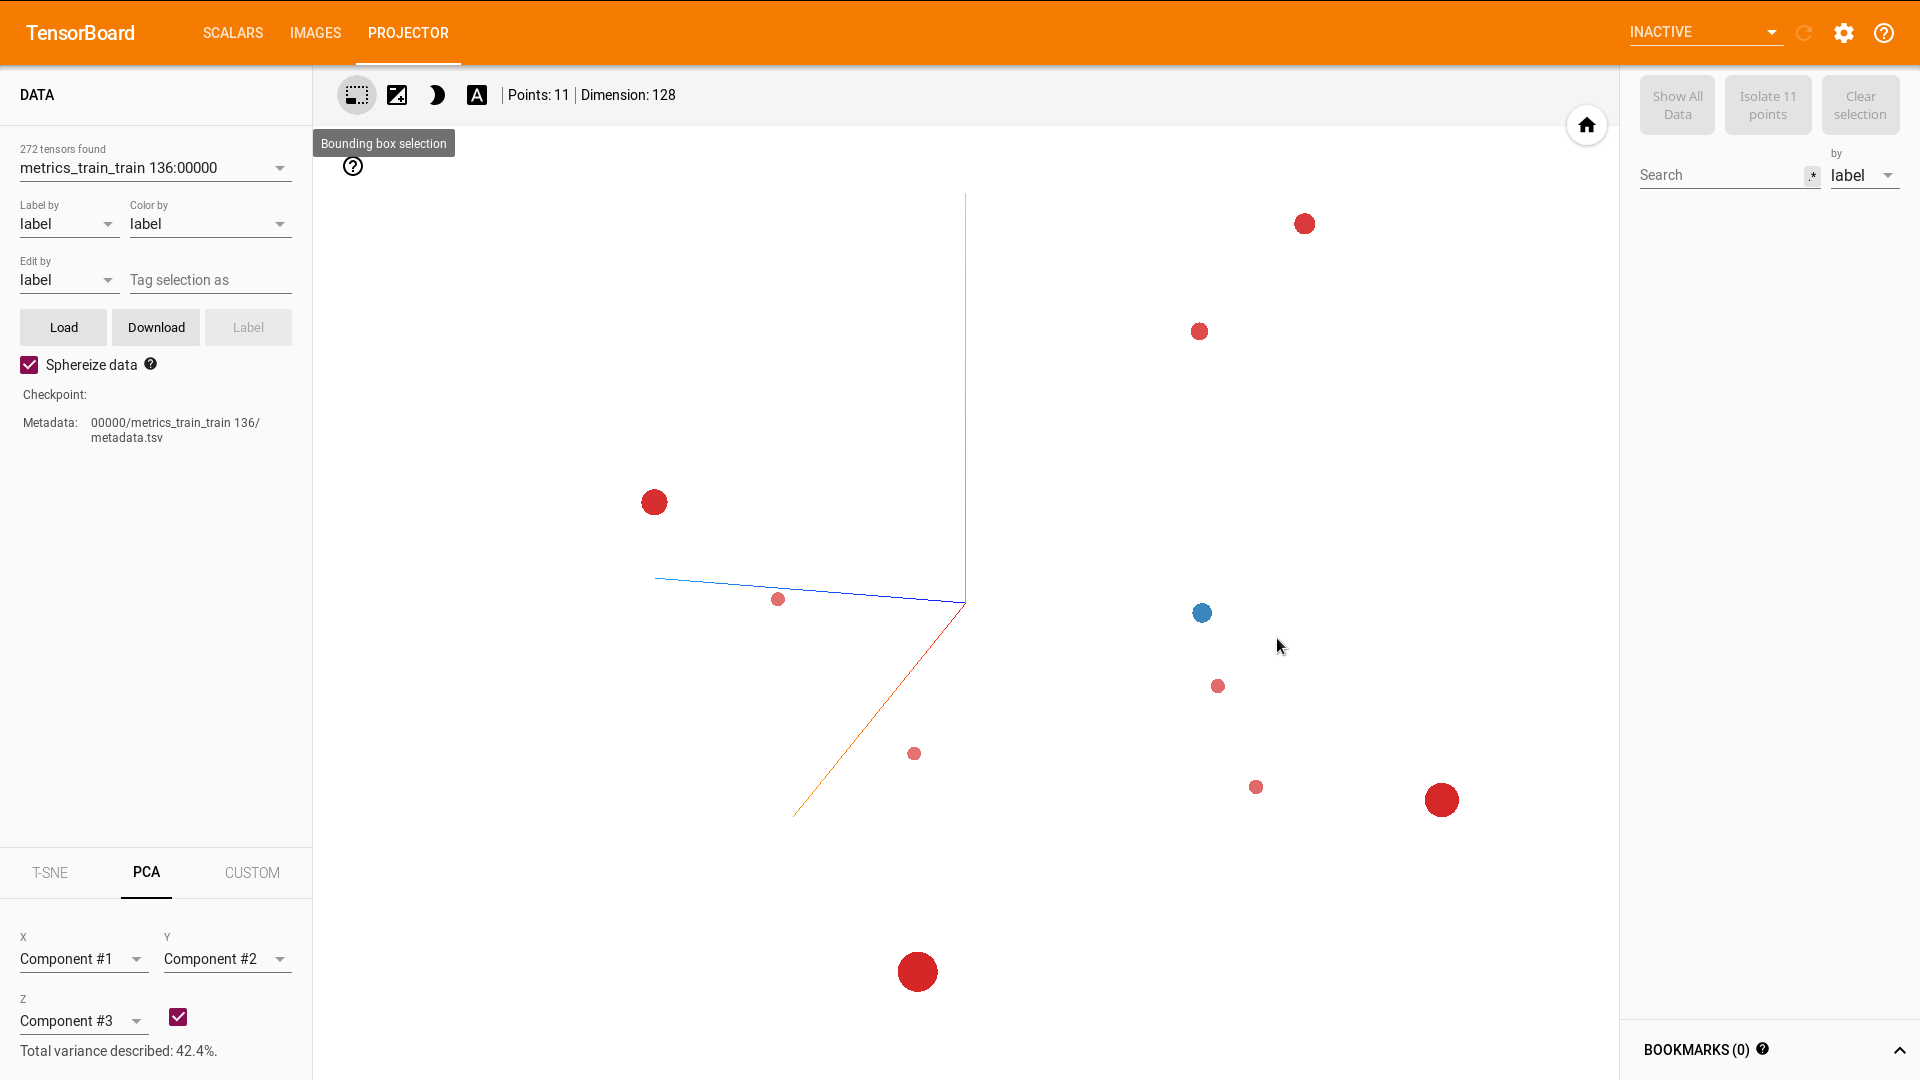 TensorBoard
SCALARS
IMAGES
PROJECTOR
INACTIVE
DATA
Points: 11
Dimension: 128
Bounding box selection
272 tensors found
metrics_train_train 136:00000
Label by
label
Color by
label
Edit by
label
Tag selection as
Load
Download
Label
Sphereize data
Checkpoint:
Metadata:
00000/metrics_train_train 136/
metadata.tsv
A
Show All
Data
Isolate 11
points
Clear
selection
Search
.*
by
label
T-SNE
PCA
CUSTOM
X
Component #1
Y
Component #2
Z
Component #3
Total variance described: 42.4%.
BOOKMARKS (0)